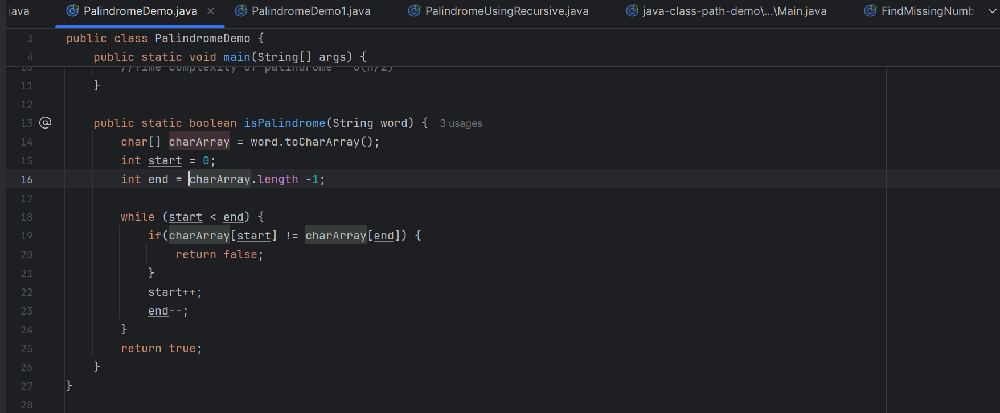 java PalindromeDemo.java PalindromeDemo1.java PalindromeUsingRecursive.java java-class-path-demo\...\Main.java FindMissingNumb
3 public class PalindromeDemo {
4 public static void main(String[] args) {
10 //Time complexity of palindrome - O(n/2)
11 }
12
13 @ public static boolean isPalindrome(String word) { 3 usages
14 char[] charArray = word.toCharArray();
15 int start = 0;
16 int end = charArray.length -1;
17
18 while (start < end) {
19 if(charArray[start] != charArray[end]) {
20 return false;
21 }
22 start++;
23 end--;
24 }
25 return true;
26 }
27 }
28